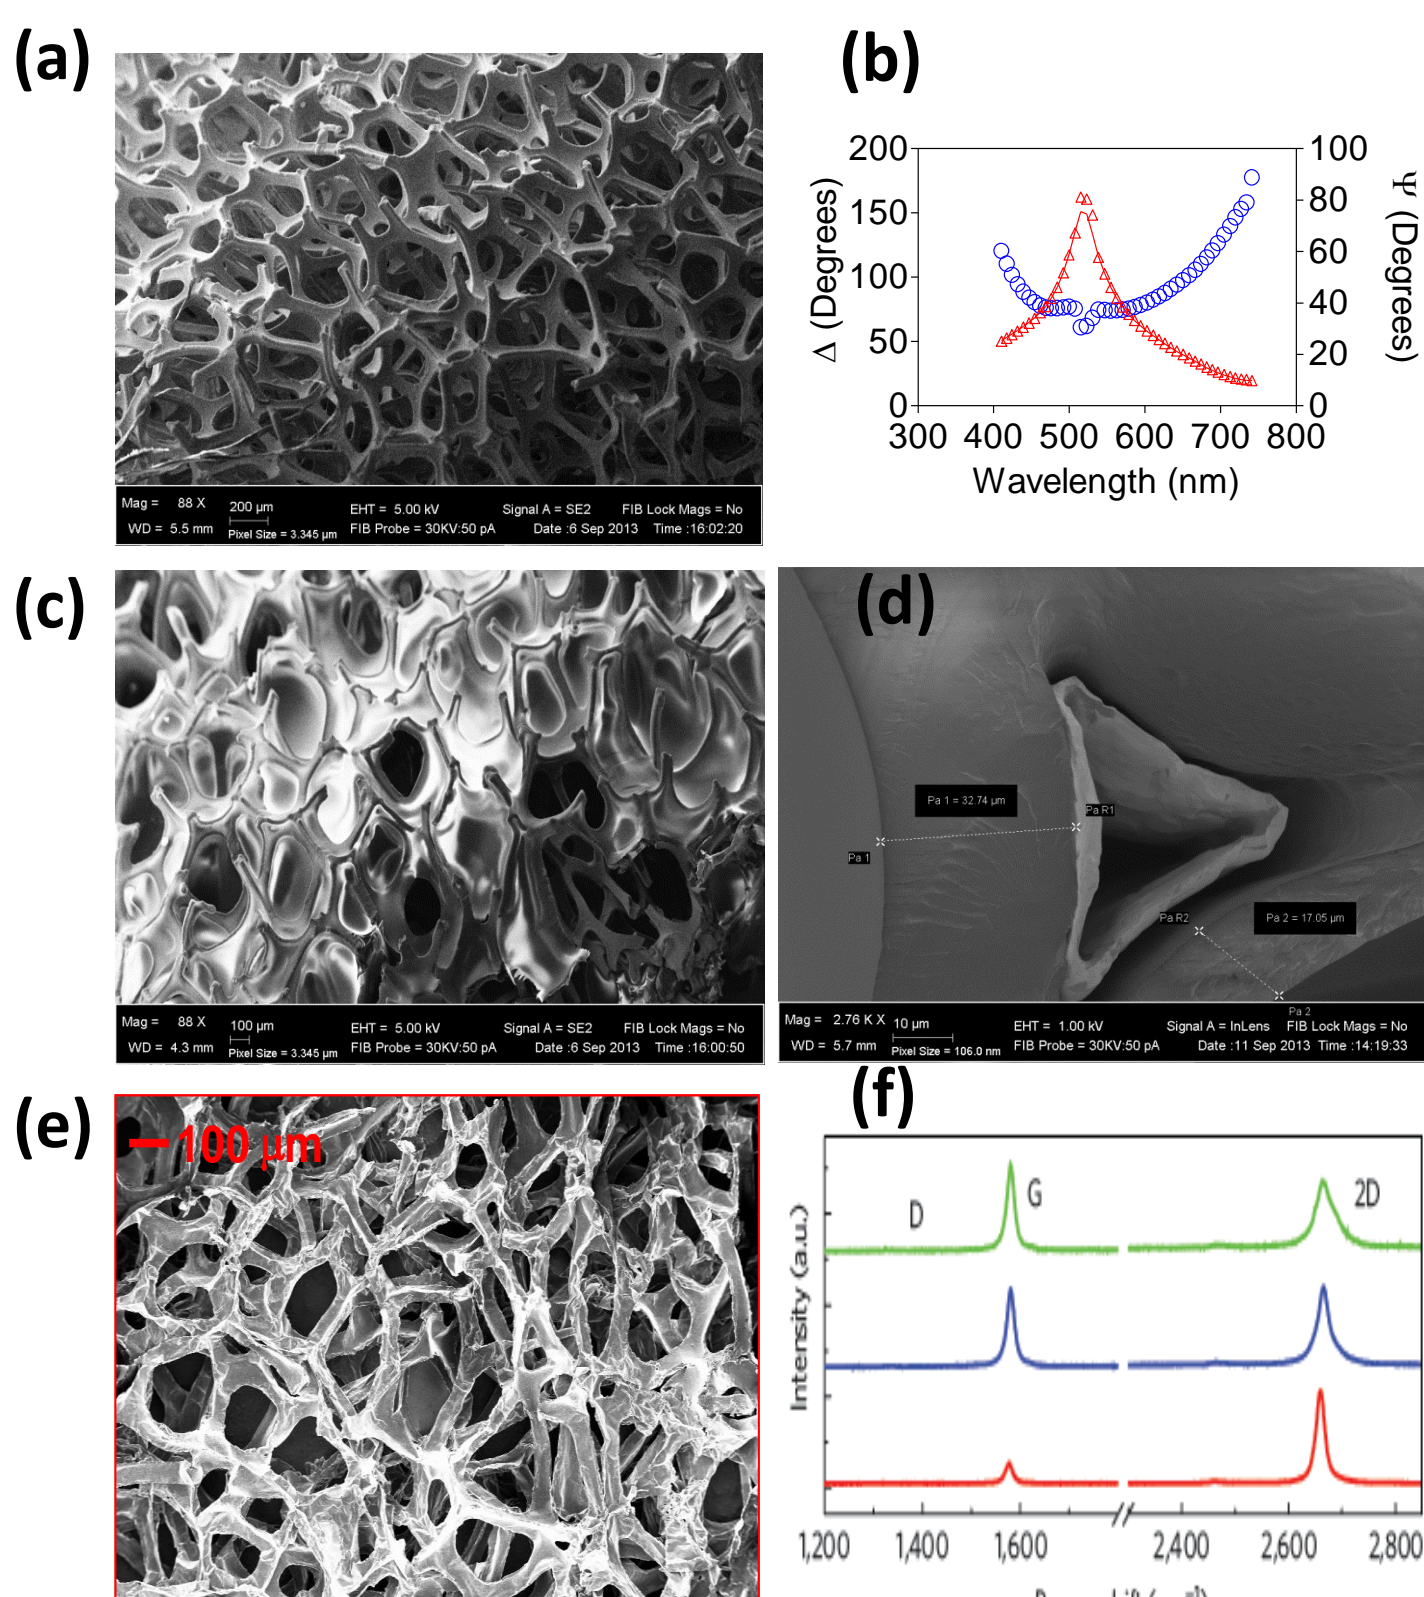 (a)
Mag = 88 X
200 µm
EHT = 5.00 kV
Signal A = SE2
FIB Lock Mags = No
WD = 5.5 mm
Pixel Size = 3.345 µm
FIB Probe = 30KV:50 pA
Date :6 Sep 2013
Time :16:02:20
(b)
200
150
100
50
0
Δ (Degrees)
100
80
60
40
20
0
Ψ (Degrees)
300 400 500 600 700 800
Wavelength (nm)
(c)
Mag = 88 X
100 µm
EHT = 5.00 kV
Signal A = SE2
FIB Lock Mags = No
WD = 4.3 mm
Pixel Size = 3.345 µm
FIB Probe = 30KV:50 pA
Date :6 Sep 2013
Time :16:00:50
(d)
Pa 1 = 32.74 µm
Pa R1
Pa 1
Pa R2
Pa 2 = 17.05 µm
Pa 2
Mag = 2.76 K X
10 µm
EHT = 1.00 kV
Signal A = InLens
FIB Lock Mags = No
WD = 5.7 mm
Pixel Size = 106.0 nm
FIB Probe = 30KV:50 pA
Date :11 Sep 2013
Time :14:19:33
(e)
100 µm
(f)
D
G
2D
Intensity (a.u.)
1,200 1,400 1,600 2,400 2,600 2,800